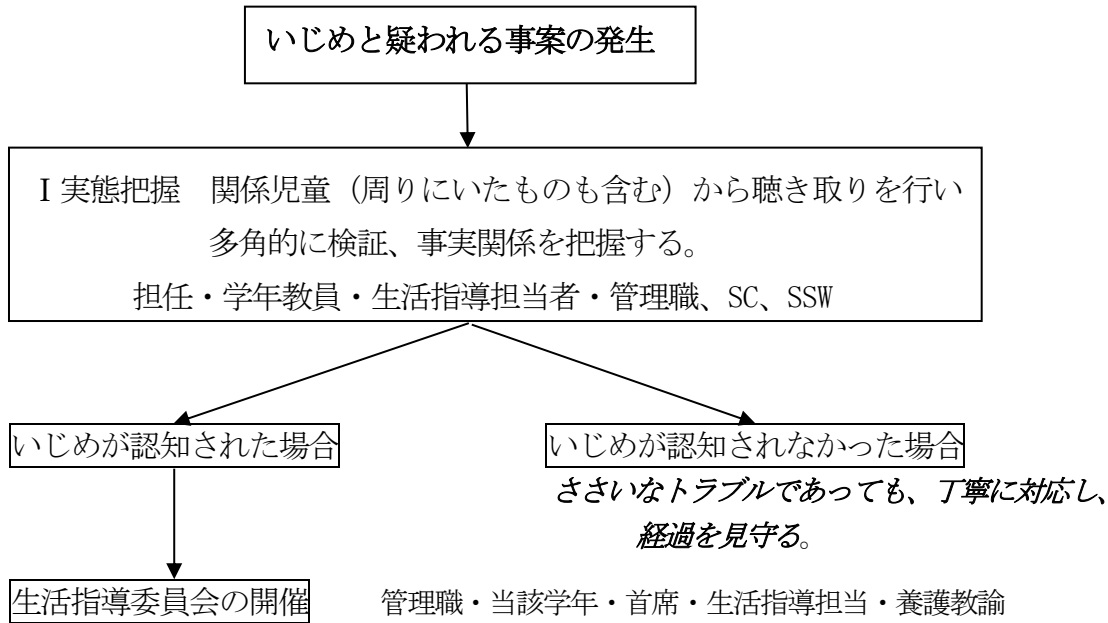 いじめと疑われる事案の発生
Ⅰ実態把握 関係児童（周りにいたものも含む）から聴き取りを行い
多角的に検証、事実関係を把握する。
担任・学年教員・生活指導担当者・管理職、SC、SSW
いじめが認知された場合
いじめが認知されなかった場合
ささいなトラブルであっても、丁寧に対応し、
経過を見守る。
生活指導委員会の開催
管理職・当該学年・首席・生活指導担当・養護教諭